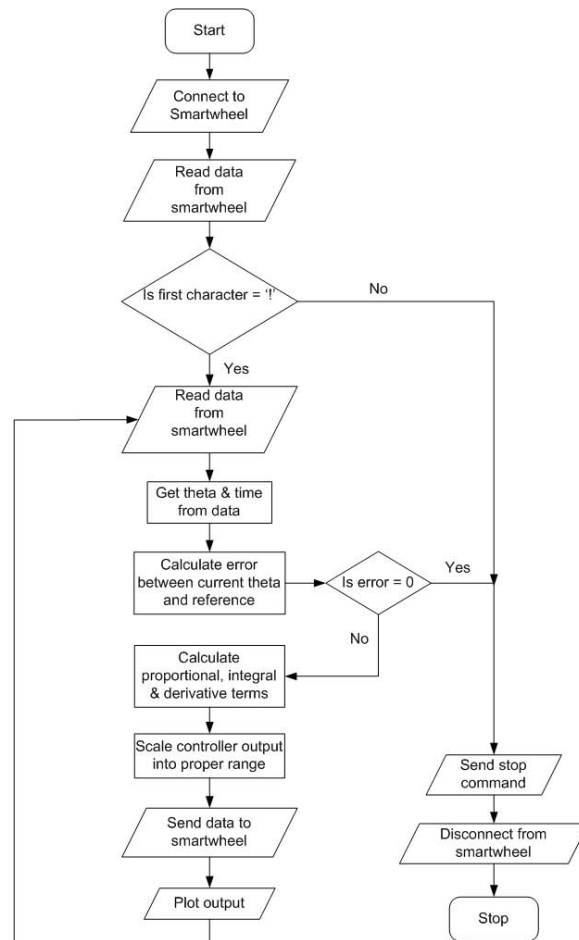 Start
Connect to
Smartwheel
Read data
from
smartwheel
Is first character = '!'
No
Yes
Read data
from
smartwheel
Get theta & time
from data
Calculate error
between current theta
and reference
Is error = 0
Yes
No
Calculate
proportional, integral
& derivative terms
Scale controller output
into proper range
Send data to
smartwheel
Plot output
Send stop
command
Disconnect from
smartwheel
Stop